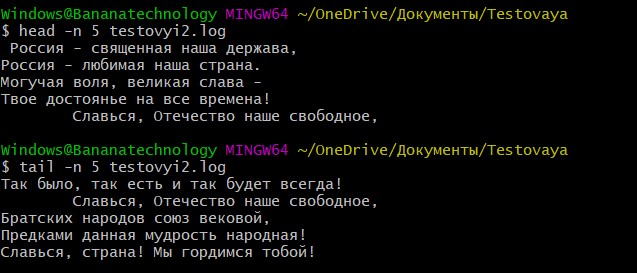 Windows@Bananatechnology MINGW64 ~/OneDrive/Документы/Testovaya
$ head -n 5 testovyi2.log
Россия - священная наша держава,
Россия - любимая наша страна.
Могучая воля, великая слава -
Твое достоянье на все времена!
Славься, Отечество наше свободное,
Windows@Bananatechnology MINGW64 ~/OneDrive/Документы/Testovaya
$ tail -n 5 testovyi2.log
Так было, так есть и так будет всегда!
Славься, Отечество наше свободное,
Братских народов союз вековой,
Предками данная мудрость народная!
Славься, страна! Мы гордимся тобой!